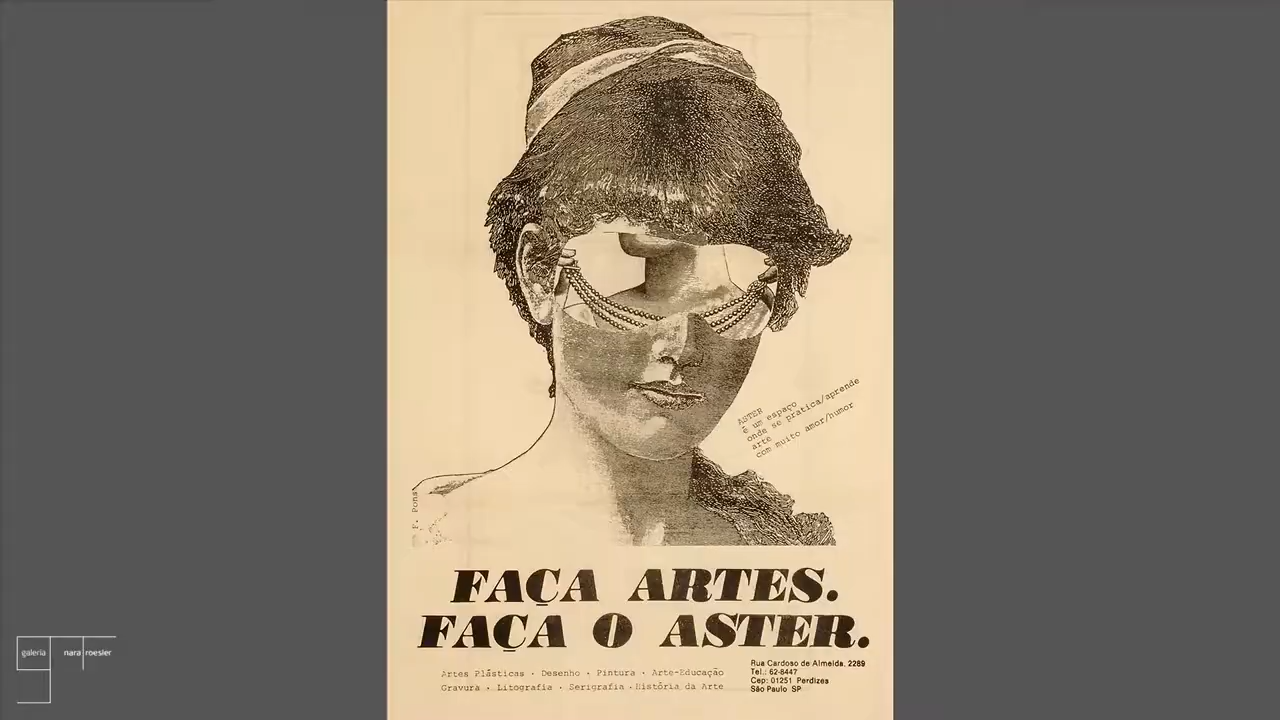 ASTER
é um espaço
onde se pratica/aprende
arte
com muito amor/humor
F. Pons
FAÇA ARTES.
FAÇA O ASTER.
Artes Plásticas · Desenho · Pintura · Arte-Educação
Gravura · Litografia · Serigrafia · História da Arte
Rua Cardoso de Almeida, 2289
Tel.: 62-8447
Cep: 01251 Perdizes
São Paulo SP
galeria nara roesler